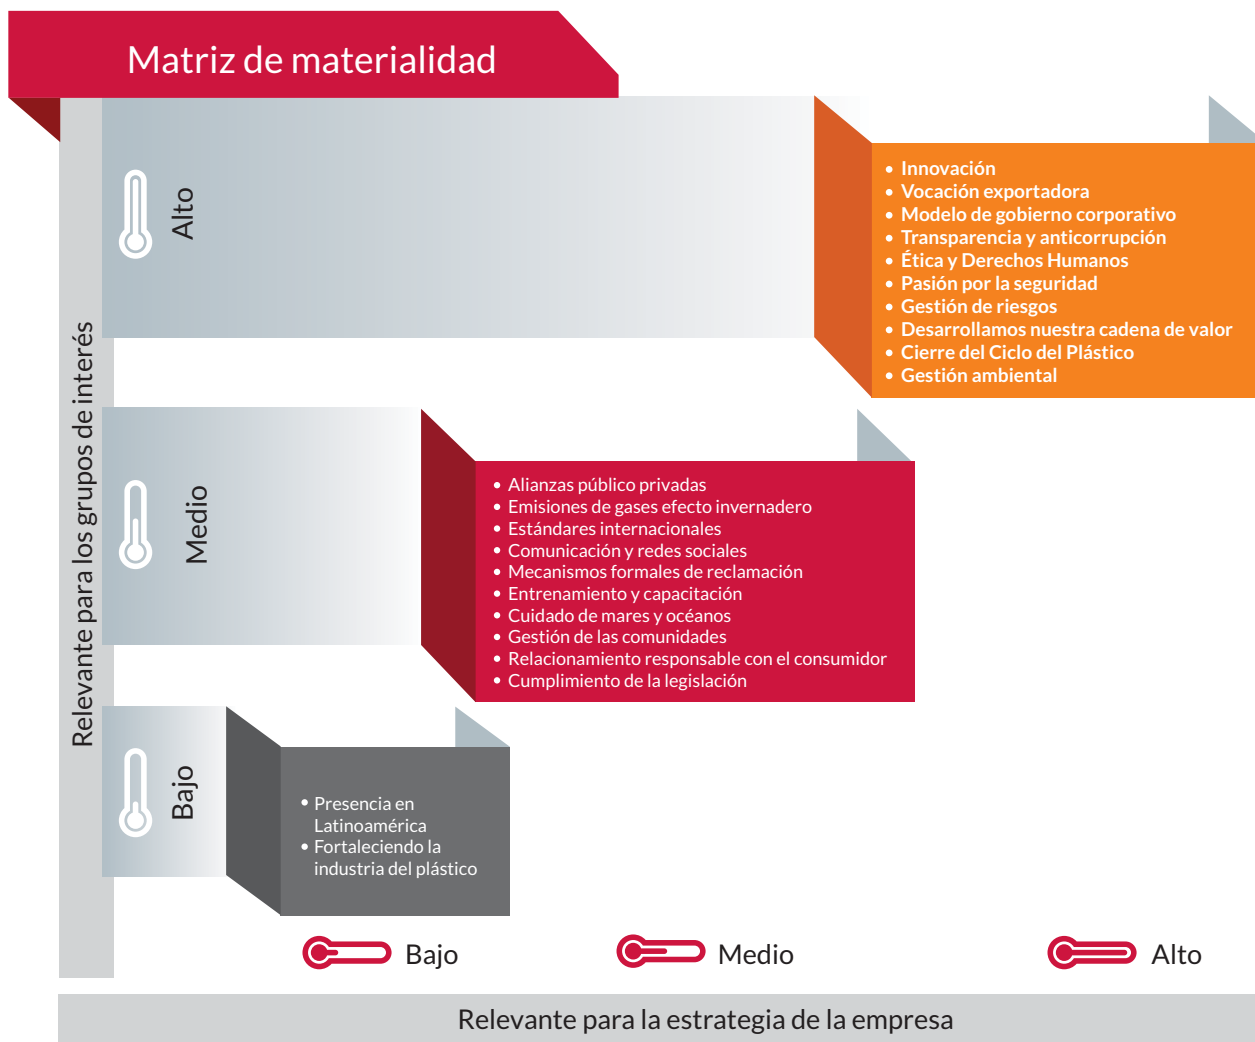 Matriz de materialidad
Relevante para los grupos de interés
Alto
• Innovación
• Vocación exportadora
• Modelo de gobierno corporativo
• Transparencia y anticorrupción
• Ética y Derechos Humanos
• Pasión por la seguridad
• Gestión de riesgos
• Desarrollamos nuestra cadena de valor
• Cierre del Ciclo del Plástico
• Gestión ambiental
Medio
• Alianzas público privadas
• Emisiones de gases efecto invernadero
• Estándares internacionales
• Comunicación y redes sociales
• Mecanismos formales de reclamación
• Entrenamiento y capacitación
• Cuidado de mares y océanos
• Gestión de las comunidades
• Relacionamiento responsable con el consumidor
• Cumplimiento de la legislación
Bajo
• Presencia en
Latinoamérica
• Fortaleciendo la
industria del plástico
Bajo
Medio
Alto
Relevante para la estrategia de la empresa